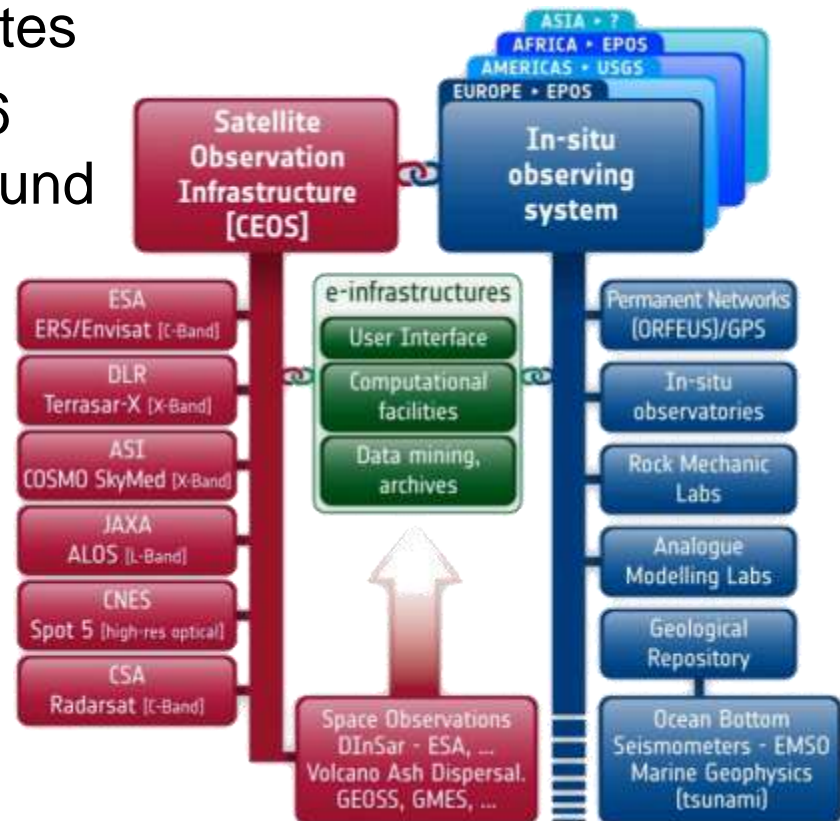 tes
6
und
ASIA • ?
AFRICA • EPOS
AMERICAS • USGS
EUROPE • EPOS
Satellite
Observation
Infrastructure
[CEOS]
In-situ
observing
system
ESA
ERS/Envisat [C-Band]
DLR
Terrasar-X [X-Band]
ASI
COSMO SkyMed [X-Band]
JAXA
ALOS [L-Band]
CNES
Spot 5 [high-res optical]
CSA
Radarsat [C-Band]
e-infrastructures
User Interface
Computational
facilities
Data mining,
archives
Space Observations
DInSar - ESA, ...
Volcano Ash Dispersal.
GEOSS, GMES, ...
Permanent Networks
(ORFEUS)/GPS
In-situ
observatories
Rock Mechanic
Labs
Analogue
Modelling Labs
Geological
Repository
Ocean Bottom
Seismometers - EMSO
Marine Geophysics
(tsunami)